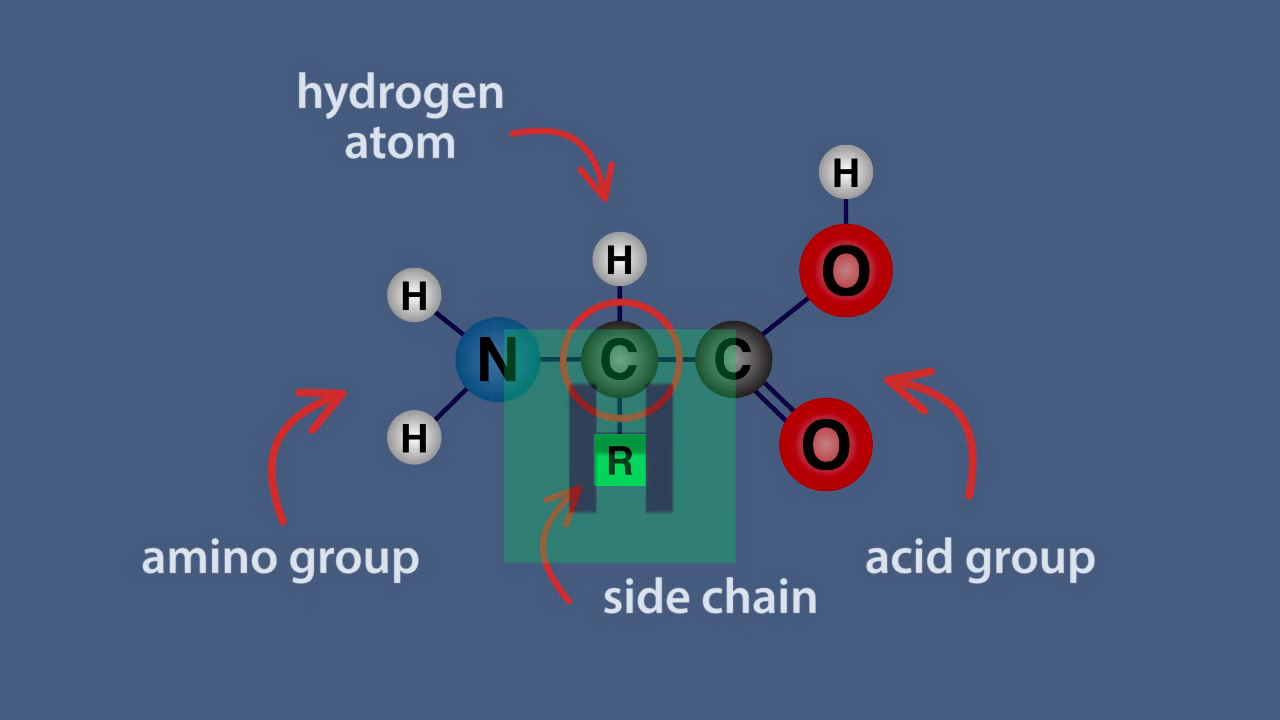 hydrogen
atom
H
H
H
O
N
C
C
H
R
O
H
amino group
acid group
side chain